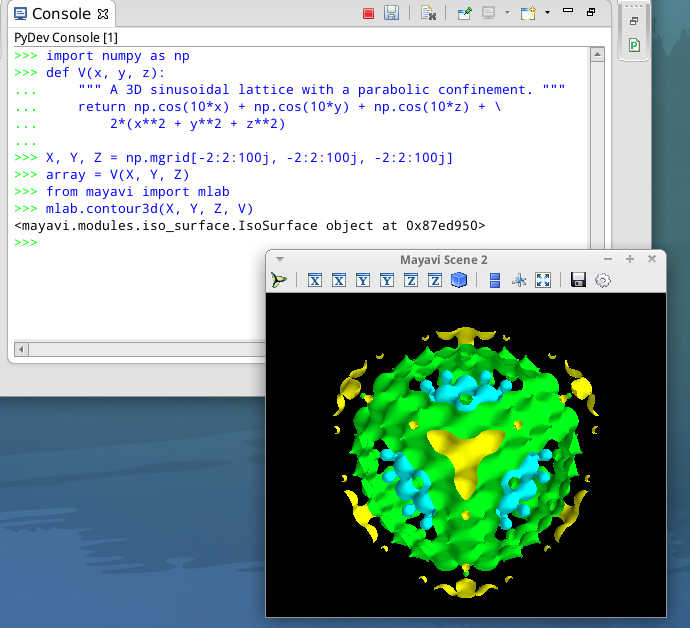 Console
PyDev Console [1]
>>> import numpy as np
>>> def V(x, y, z):
...     """ A 3D sinusoidal lattice with a parabolic confinement. """
...     return np.cos(10*x) + np.cos(10*y) + np.cos(10*z) + \
...         2*(x**2 + y**2 + z**2)
...
>>> X, Y, Z = np.mgrid[-2:2:100j, -2:2:100j, -2:2:100j]
>>> array = V(X, Y, Z)
>>> from mayavi import mlab
>>> mlab.contour3d(X, Y, Z, V)
<mayavi.modules.iso_surface.IsoSurface object at 0x87ed950>
>>>
P
Mayavi Scene 2
X X Y Y Z Z